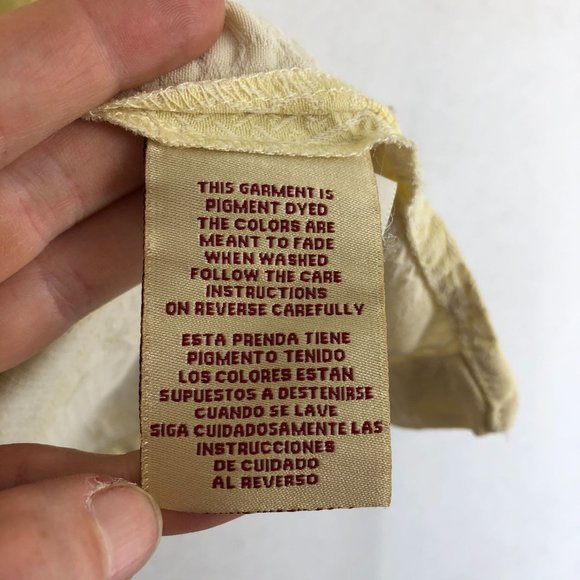 THIS GARMENT IS
PIGMENT DYED
THE COLORS ARE
MEANT TO FADE
WHEN WASHED
FOLLOW THE CARE
INSTRUCTIONS
ON REVERSE CAREFULLY
ESTA PRENDA TIENE
PIGMENTO TENIDO
LOS COLORES ESTAN
SUPUESTOS A DESTENIRSE
CUANDO SE LAVE
SIGA CUIDADOSAMENTE LAS
INSTRUCCIONES
DE CUIDADO
AL REVERSO